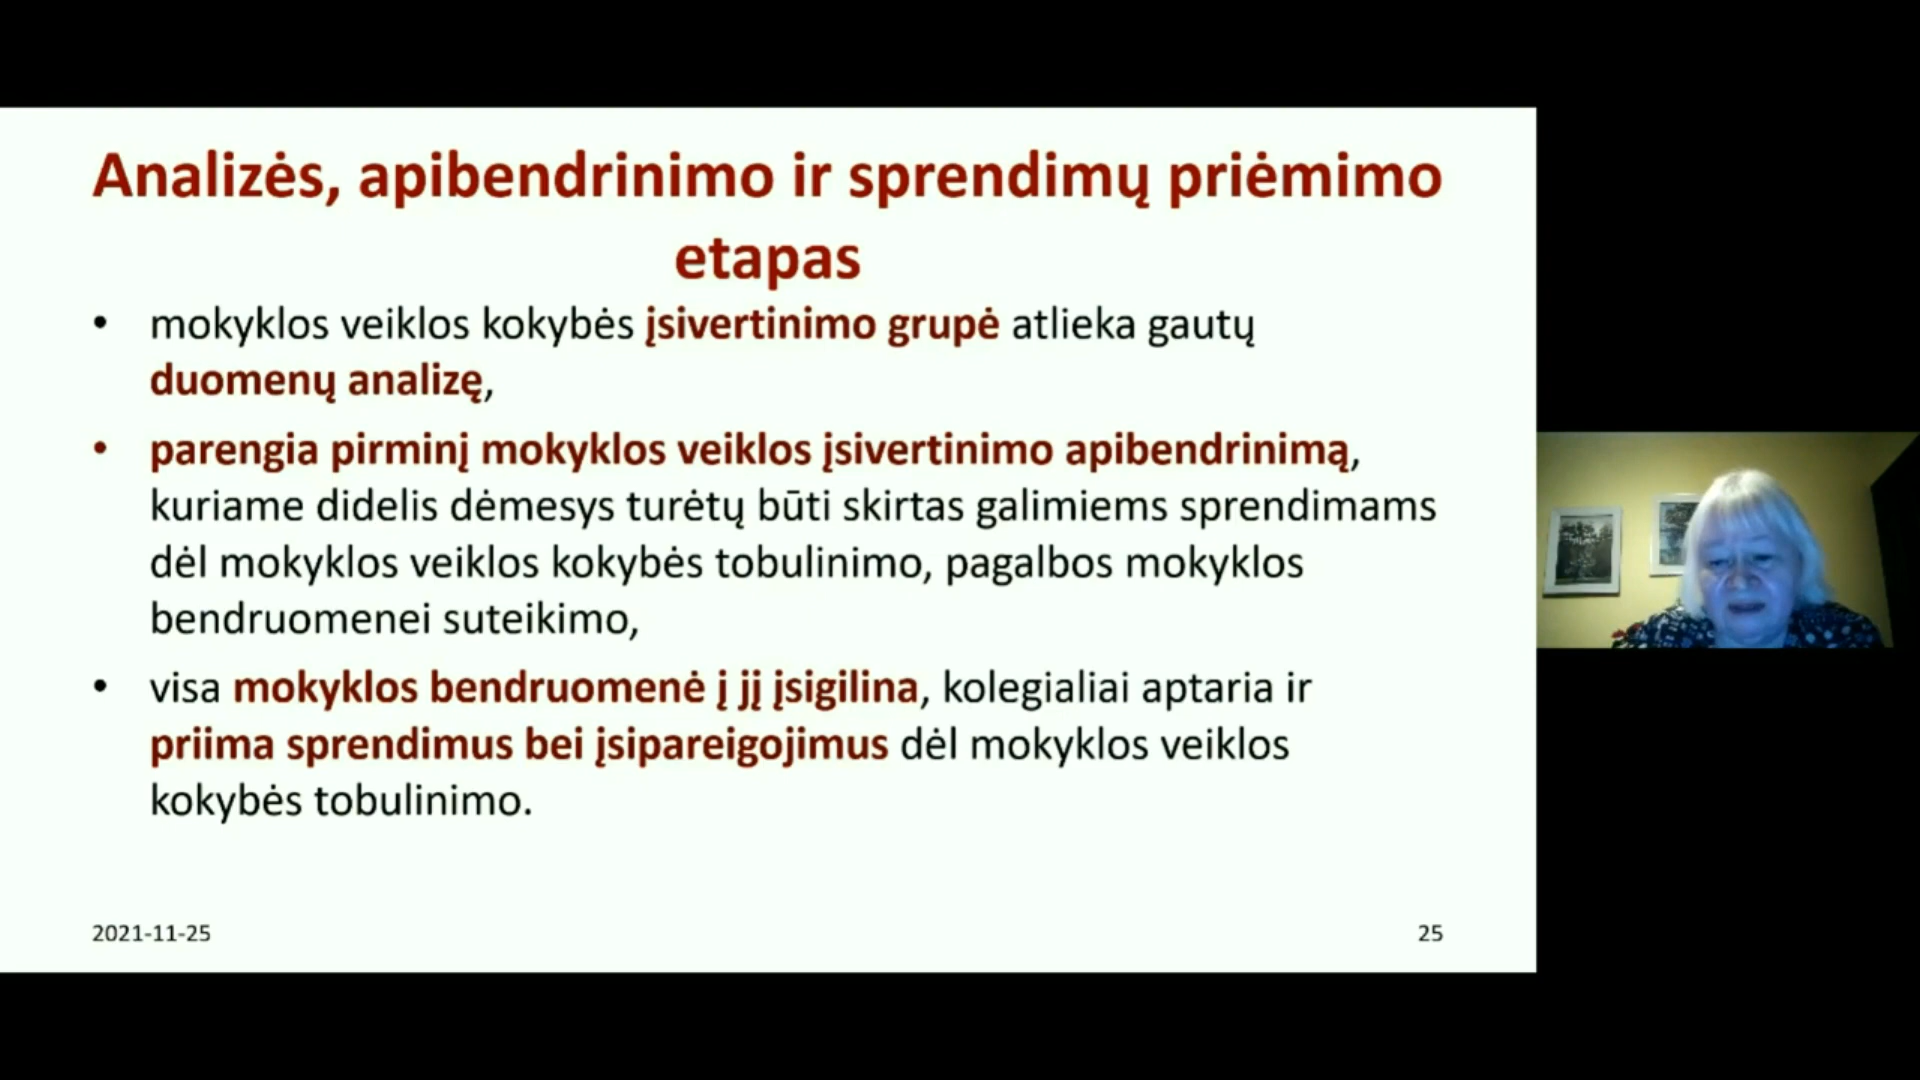 Analizės, apibendrinimo ir sprendimų priėmimo
etapas
• mokyklos veiklos kokybės įsivertinimo grupė atlieka gautų
duomenų analizę,
• parengia pirminį mokyklos veiklos įsivertinimo apibendrinimą,
kuriame didelis dėmesys turėtų būti skirtas galimiems sprendimams
dėl mokyklos veiklos kokybės tobulinimo, pagalbos mokyklos
bendruomenei suteikimo,
• visa mokyklos bendruomenė į jį įsigilina, kolegialiai aptaria ir
priima sprendimus bei įsipareigojimus dėl mokyklos veiklos
kokybės tobulinimo.
2021-11-25
25